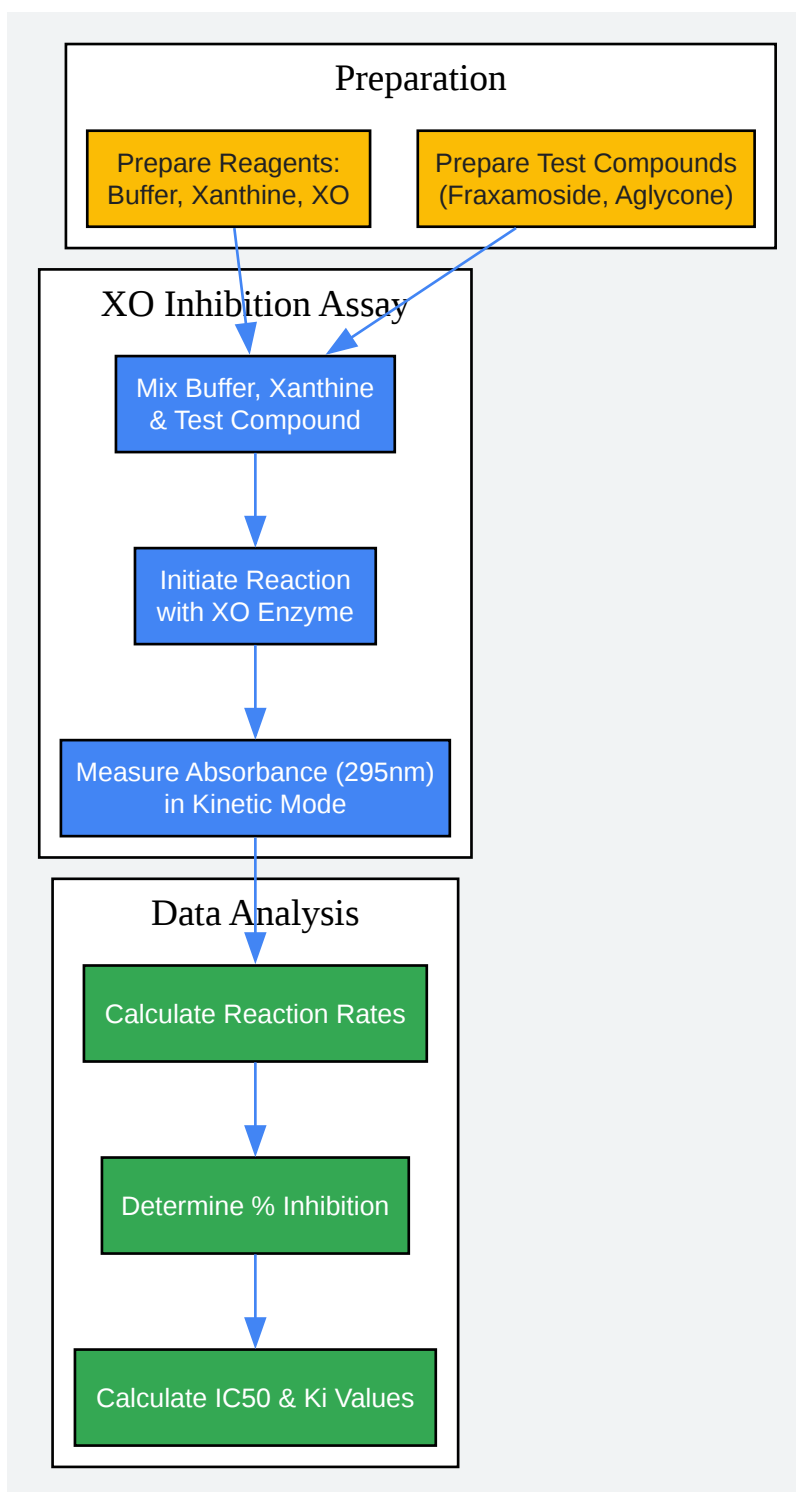 Preparation
Prepare Reagents:
Buffer, Xanthine, XO
Prepare Test Compounds
(Fraxamoside, Aglycone)
XO Inhibition Assay
Mix Buffer, Xanthine
& Test Compound
Initiate Reaction
with XO Enzyme
Measure Absorbance (295nm)
in Kinetic Mode
Data Analysis
Calculate Reaction Rates
Determine % Inhibition
Calculate IC50 & Ki Values